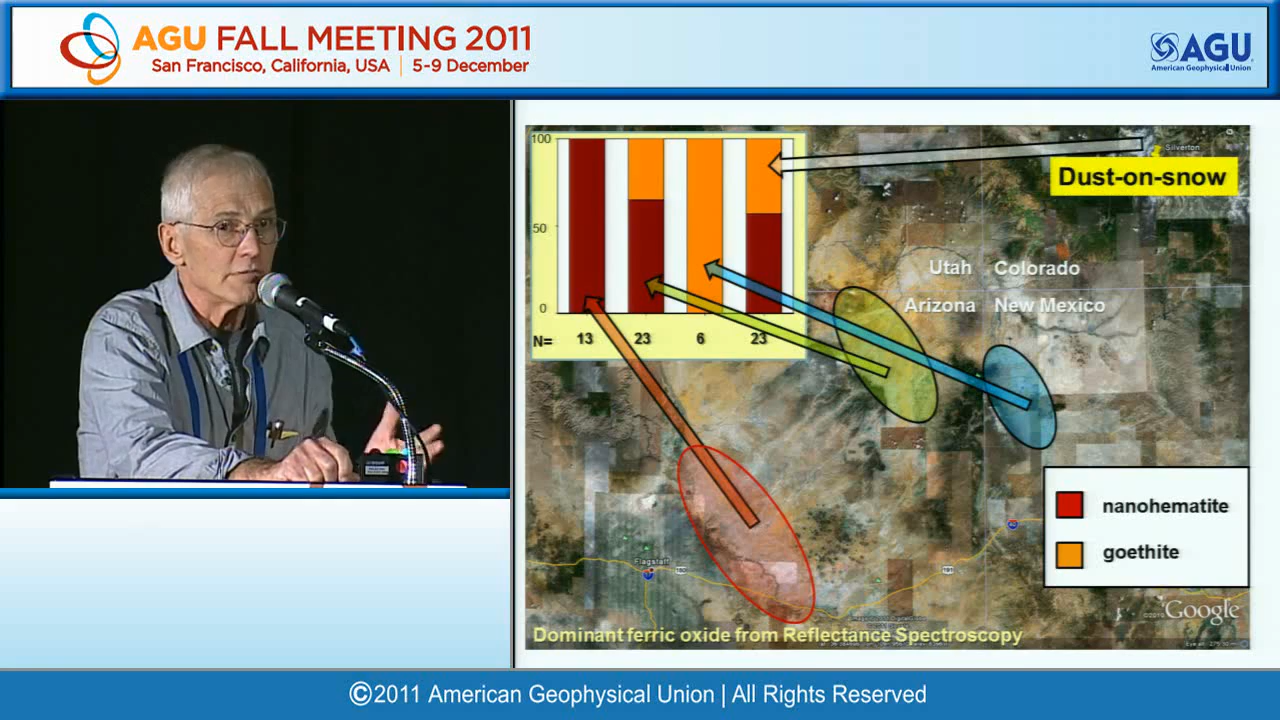 AGU FALL MEETING 2011
San Francisco, California, USA | 5-9 December
AGU
American Geophysical Union
100
50
0
N= 13 23 6 23
Silverton
Dust-on-snow
Utah Colorado
Arizona New Mexico
nanohematite
goethite
Flagstaff
Google
Dominant ferric oxide from Reflectance Spectroscopy
©2011 American Geophysical Union | All Rights Reserved